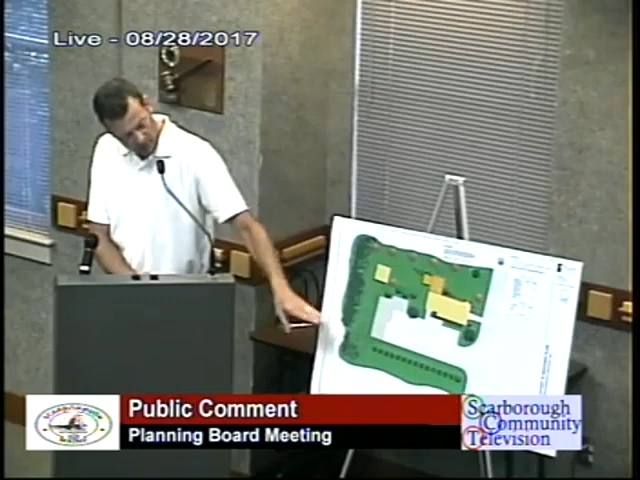 Live - 08/28/2017
Public Comment
Planning Board Meeting
Scarborough
Community
Television